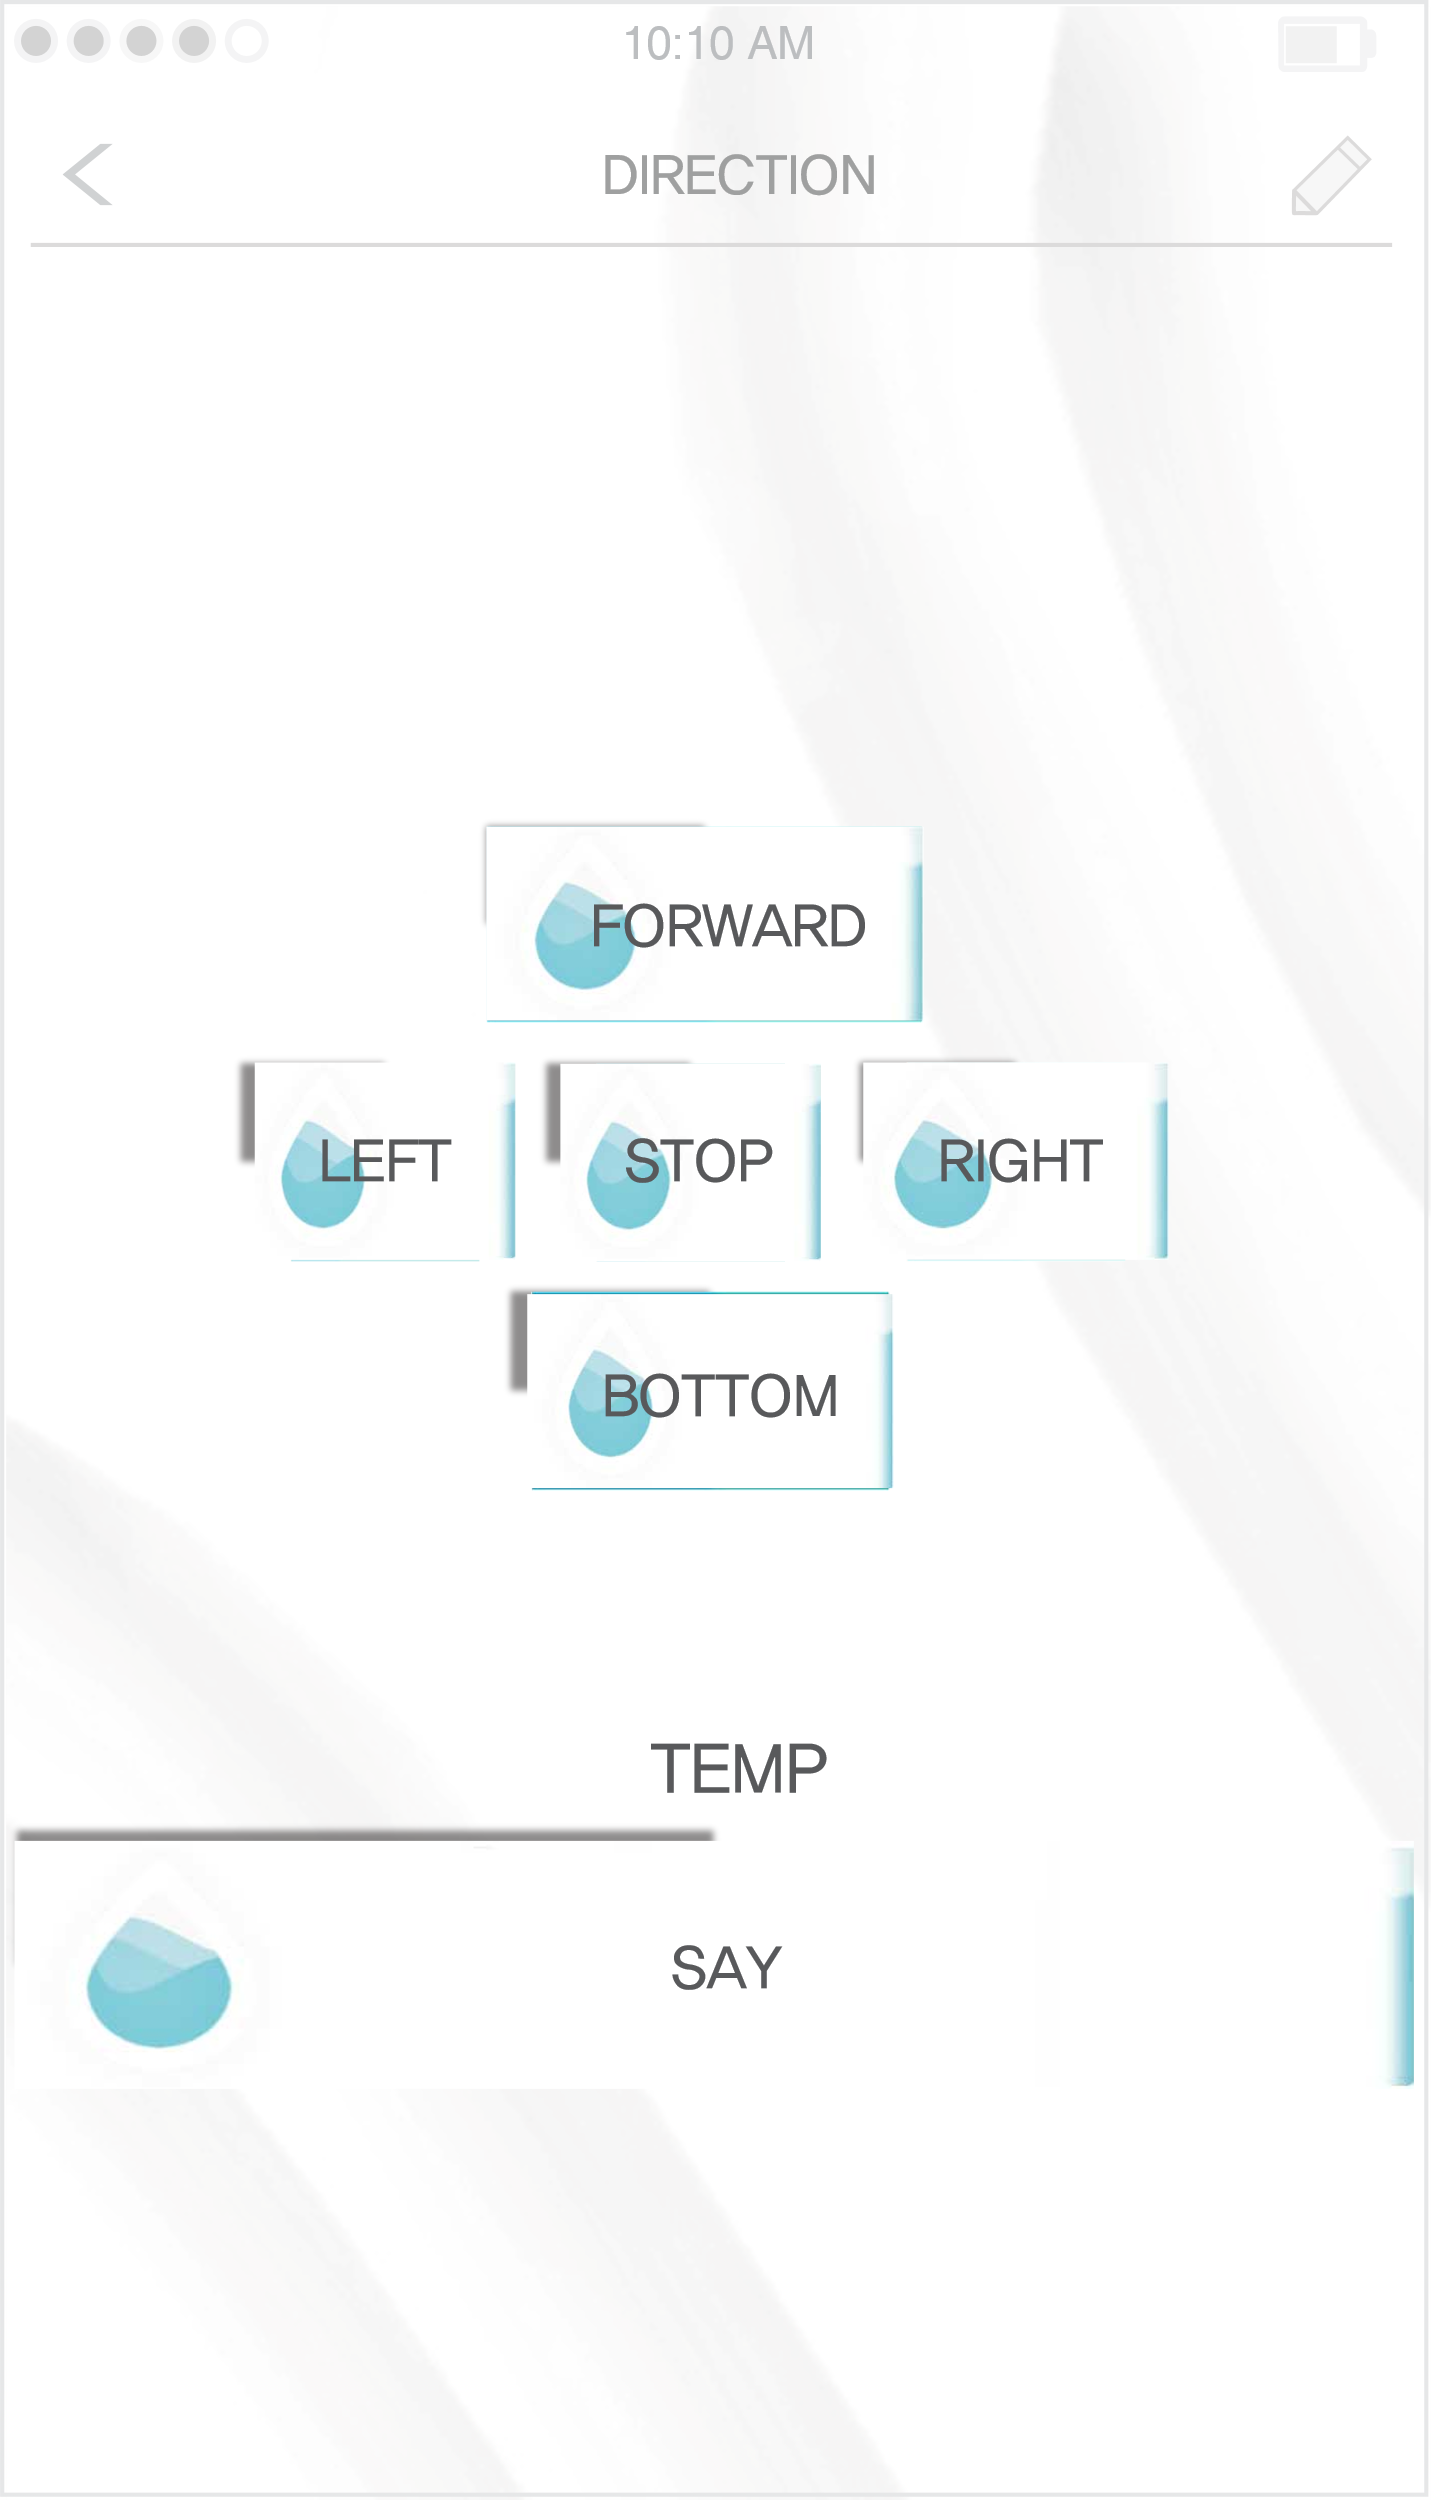 10:10 AM
DIRECTION
FORWARD
LEFT STOP RIGHT
BOTTOM
TEMP
SAY